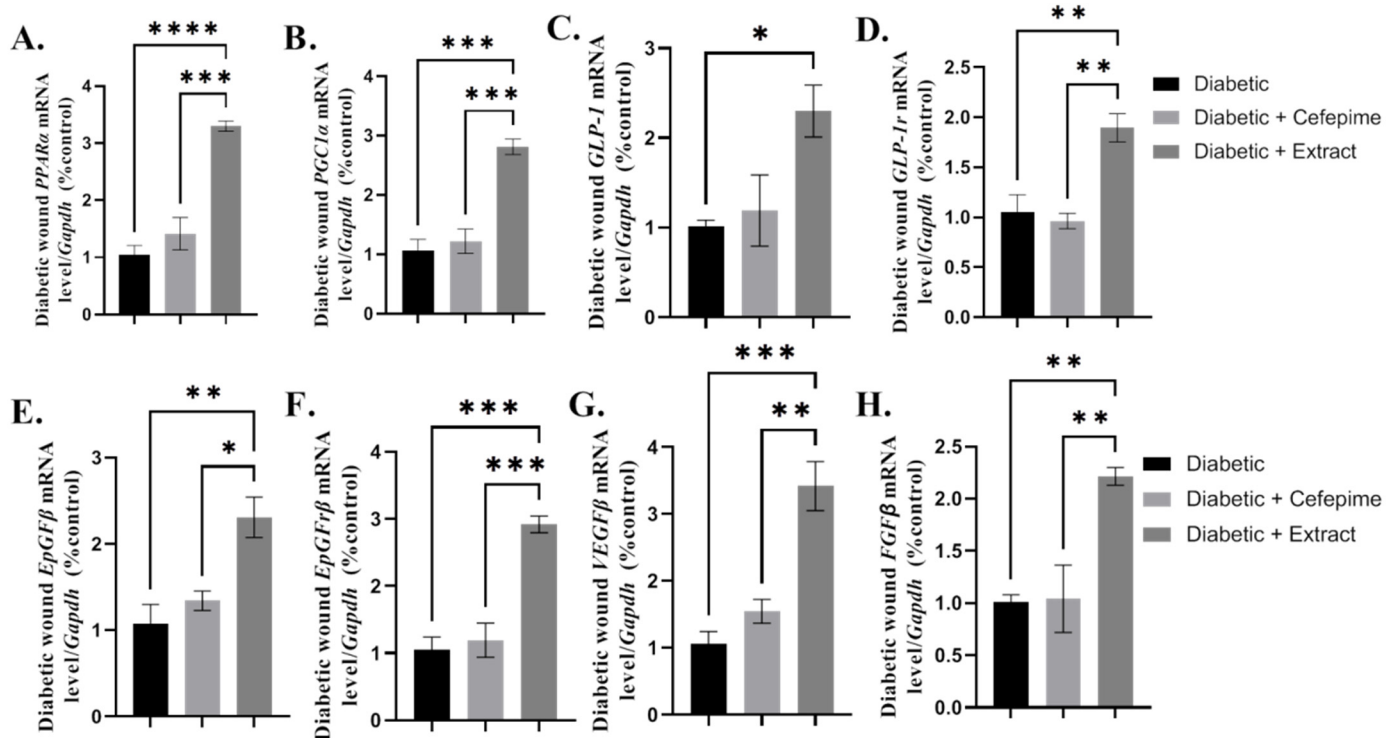 A.
Diabetic wound PPARα mRNA
level/Gapdh (%control)
4
3
2
1
0
****
***
B.
Diabetic wound PGC1α mRNA
level/Gapdh (%control)
4
3
2
1
0
***
***
C.
Diabetic wound GLP-1 mRNA
level/Gapdh (%control)
3
2
1
0
*
D.
Diabetic wound GLP-1r mRNA
level/Gapdh (%control)
2.5
2.0
1.5
1.0
0.5
0.0
**
**
Diabetic
Diabetic + Cefepime
Diabetic + Extract
E.
Diabetic wound EpGFβ mRNA
level/Gapdh (%control)
3
2
1
0
**
*
F.
Diabetic wound EpGFrβ mRNA
level/Gapdh (%control)
4
3
2
1
0
***
***
G.
Diabetic wound VEGFβ mRNA
level/Gapdh (%control)
4
3
2
1
0
***
**
H.
Diabetic wound FGFβ mRNA
level/Gapdh (%control)
2.5
2.0
1.5
1.0
0.5
0.0
**
**
Diabetic
Diabetic + Cefepime
Diabetic + Extract